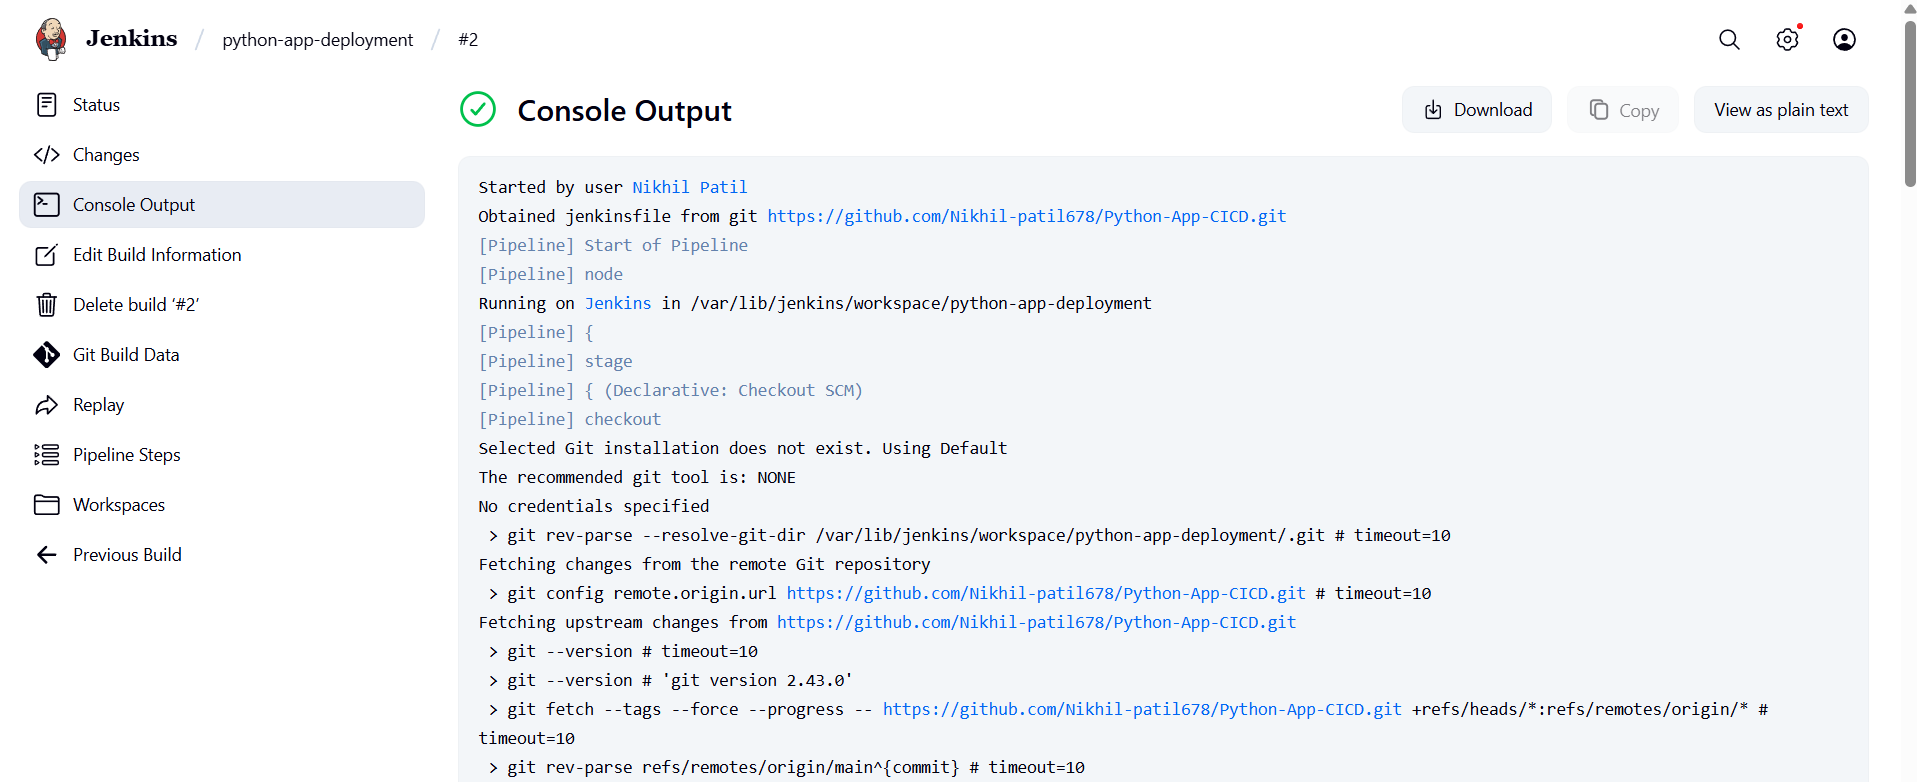 Jenkins / python-app-deployment / #2
Status
Changes
Console Output
Edit Build Information
Delete build ‘#2’
Git Build Data
Replay
Pipeline Steps
Workspaces
Previous Build
Console Output
Download
Copy
View as plain text
Started by user Nikhil Patil
Obtained jenkinsfile from git https://github.com/Nikhil-patil678/Python-App-CICD.git
[Pipeline] Start of Pipeline
[Pipeline] node
Running on Jenkins in /var/lib/jenkins/workspace/python-app-deployment
[Pipeline] {
[Pipeline] stage
[Pipeline] { (Declarative: Checkout SCM)
[Pipeline] checkout
Selected Git installation does not exist. Using Default
The recommended git tool is: NONE
No credentials specified
 > git rev-parse --resolve-git-dir /var/lib/jenkins/workspace/python-app-deployment/.git # timeout=10
Fetching changes from the remote Git repository
 > git config remote.origin.url https://github.com/Nikhil-patil678/Python-App-CICD.git # timeout=10
Fetching upstream changes from https://github.com/Nikhil-patil678/Python-App-CICD.git
 > git --version # timeout=10
 > git --version # 'git version 2.43.0'
 > git fetch --tags --force --progress -- https://github.com/Nikhil-patil678/Python-App-CICD.git +refs/heads/*:refs/remotes/origin/* #
timeout=10
 > git rev-parse refs/remotes/origin/main^{commit} # timeout=10